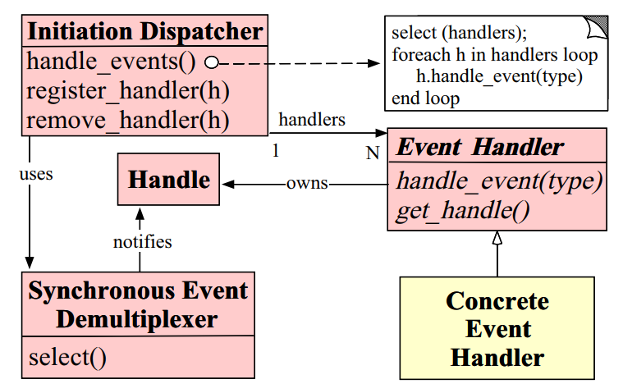 Initiation Dispatcher
handle_events()
register_handler(h)
remove_handler(h)
select (handlers);
foreach h in handlers loop
h.handle_event(type)
end loop
handlers
1
N
uses
Handle
owns
Event Handler
handle_event(type)
get_handle()
notifies
Synchronous Event
Demultiplexer
select()
Concrete
Event
Handler